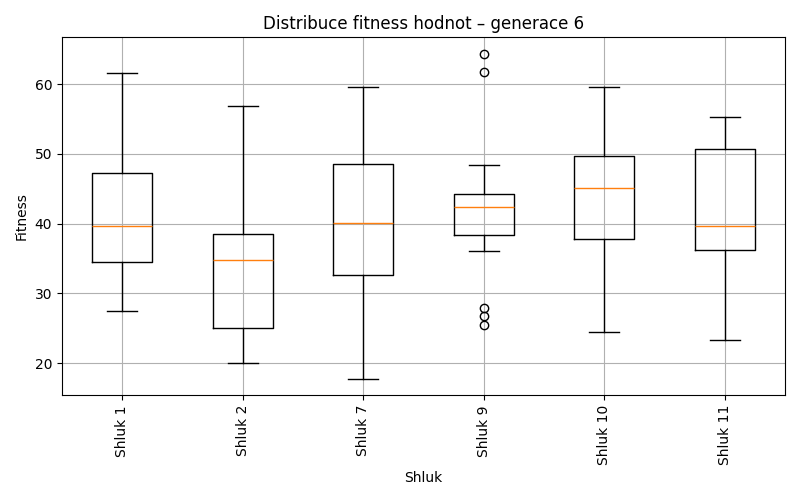 Distribuce fitness hodnot – generace 6
Fitness
60
50
40
30
20
Shluk 1
Shluk 2
Shluk 7
Shluk 9
Shluk 10
Shluk 11
Shluk